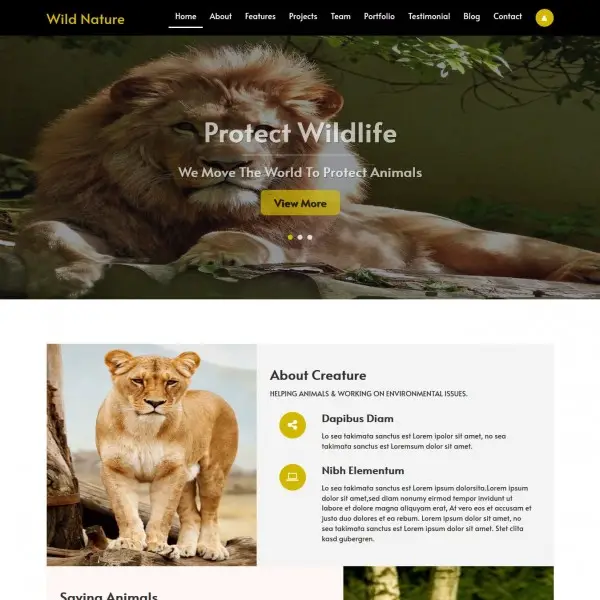 Wild Nature
Home About Features Projects Team Portfolio Testimonial Blog Contact
Protect Wildlife
We Move The World To Protect Animals
View More
About Creature
HELPING ANIMALS & WORKING ON ENVIRONMENTAL ISSUES.
Dapibus Diam
Lo sea takimata sanctus est Lorem ipolor sit amet, no sea
takimata sanctus est Lorem ipsum dolor sit amet.
Nibh Elementum
Lo sea takimata sanctus est Lorem ipsum dolorsita.Lorem ipsum
dolor sit amet,sed diam nonumy eirmod tempor invidunt ut
labore et dolore magna aliquyam erat, At vero eos et accusam et
justo duo dolores et ea rebum. Lorem ipsum dolor sit amet, no
sea takimata sanctus est Lorem ipsum dolor sit amet. Stet clita
kasd gubergren.
Saving Animals